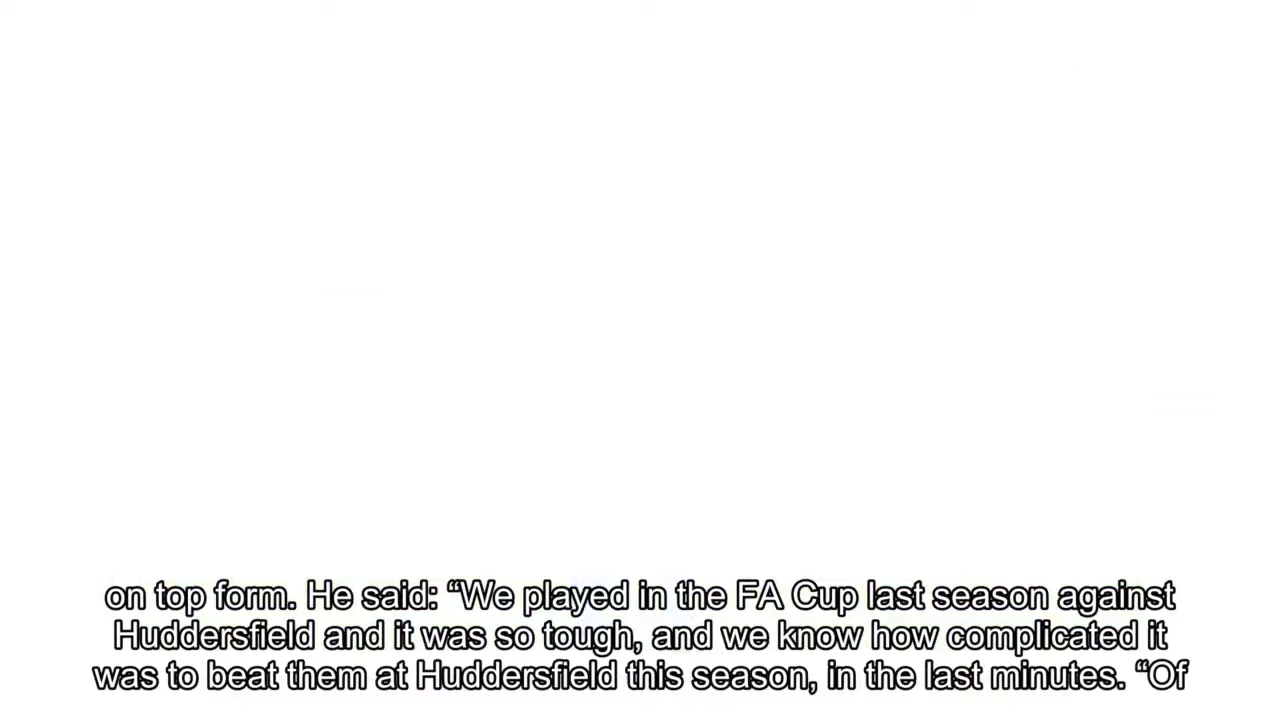 on top form. He said: “We played in the FA Cup last season against
Huddersfield and it was so tough, and we know how complicated it
was to beat them at Huddersfield this season, in the last minutes. “Of